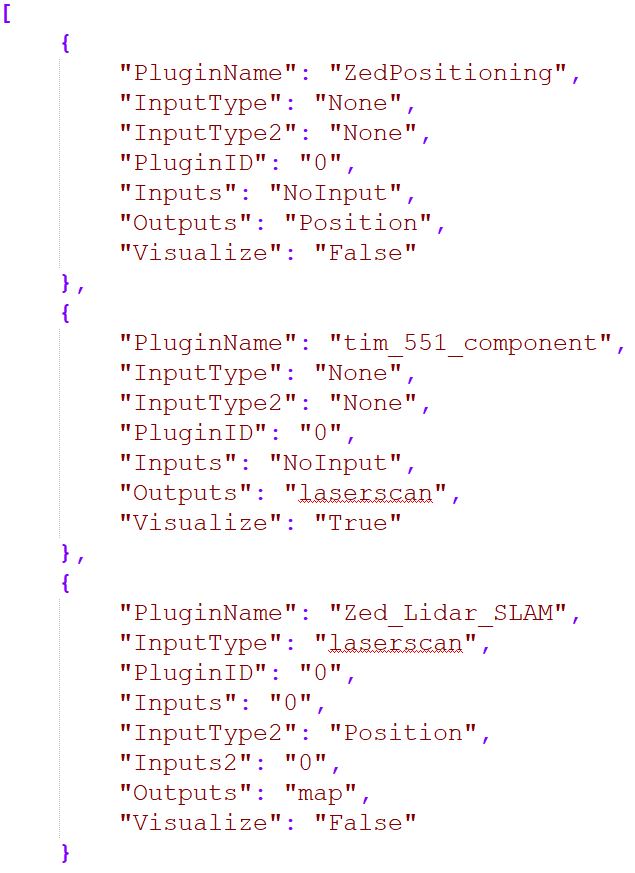 [
{
"PluginName": "ZedPositioning",
"InputType": "None",
"InputType2": "None",
"PluginID": "0",
"Inputs": "NoInput",
"Outputs": "Position",
"Visualize": "False"
},
{
"PluginName": "tim_551_component",
"InputType": "None",
"InputType2": "None",
"PluginID": "0",
"Inputs": "NoInput",
"Outputs": "laserscan",
"Visualize": "True"
},
{
"PluginName": "Zed_Lidar_SLAM",
"InputType": "laserscan",
"PluginID": "0",
"Inputs": "0",
"InputType2": "Position",
"Inputs2": "0",
"Outputs": "map",
"Visualize": "False"
}